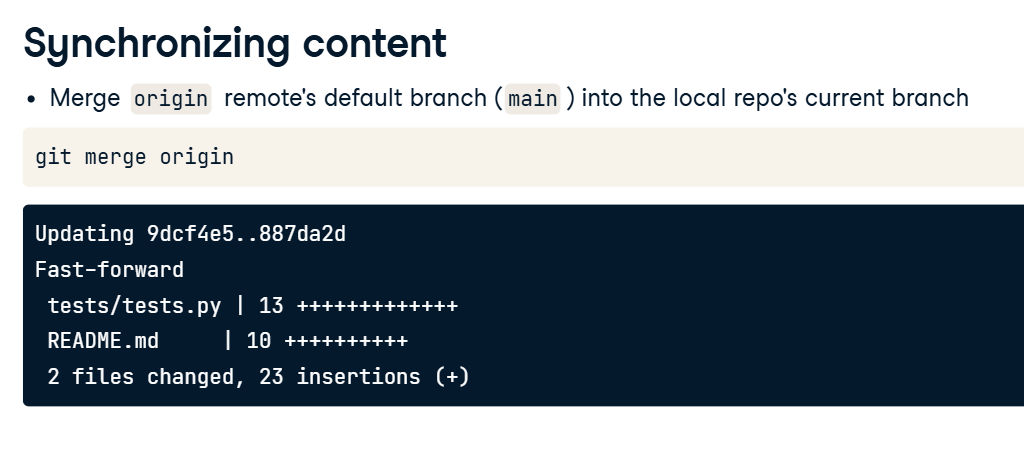 Synchronizing content
• Merge origin remote's default branch (main) into the local repo's current branch
git merge origin
Updating 9dcf4e5..887da2d
Fast-forward
 tests/tests.py | 13 +++++++++++++
 README.md     | 10 ++++++++++
 2 files changed, 23 insertions (+)